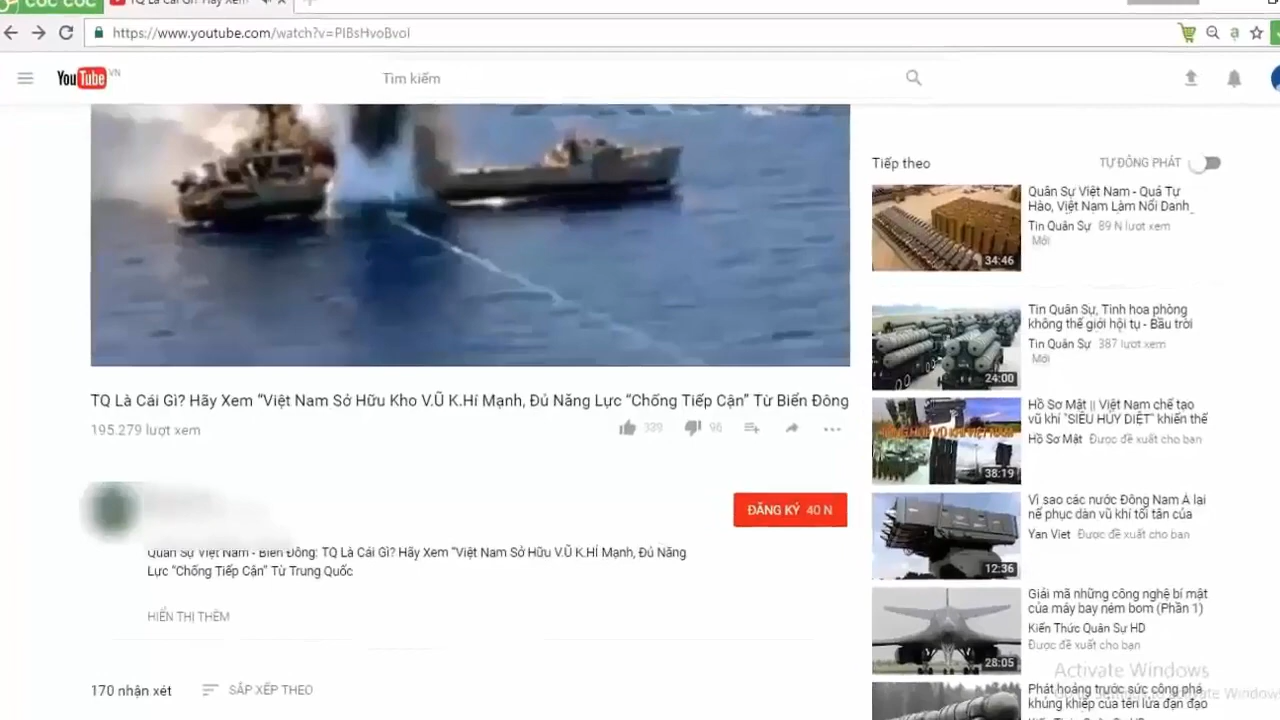 TQ Là Cái Gì? Hãy Xem
https://www.youtube.com/watch?v=PlBsHvoBvoI
YouTube VN
Tìm kiếm
Tiếp theo
TỰ ĐỘNG PHÁT
Quân Sự Việt Nam - Quá Tự
Hào, Việt Nam Làm Nổi Danh
Tin Quân Sự 89 N lượt xem
Mới
34:46
Tin Quân Sự, Tinh hoa phòng
không thế giới hội tụ - Bầu trời
Tin Quân Sự 387 lượt xem
Mới
24:00
TQ Là Cái Gì? Hãy Xem “Việt Nam Sở Hữu Kho V.Ũ K.Hí Mạnh, Đủ Năng Lực “Chống Tiếp Cận” Từ Biển Đông
195.279 lượt xem
339
96
Hồ Sơ Mật || Việt Nam chế tạo
vũ khí "SIÊU HỦY DIỆT" khiến thế
Hồ Sơ Mật Được đề xuất cho bạn
38:19
Vì sao các nước Đông Nam Á lại
nể phục dàn vũ khí tối tân của
Yan Viet Được đề xuất cho bạn
12:36
ĐĂNG KÝ 40 N
Quân Sự Việt Nam - Biển Đông: TQ Là Cái Gì? Hãy Xem “Việt Nam Sở Hữu V.Ũ K.HÍ Mạnh, Đủ Năng
Lực “Chống Tiếp Cận” Từ Trung Quốc
HIỂN THỊ THÊM
Giải mã những công nghệ bí mật
của máy bay ném bom (Phần 1)
Kiến Thức Quân Sự HD
Được đề xuất cho bạn
28:05
Activate Windows
170 nhận xét
SẮP XẾP THEO
Phát hoảng trước sức công phá
khủng khiếp của tên lửa đạn đạo